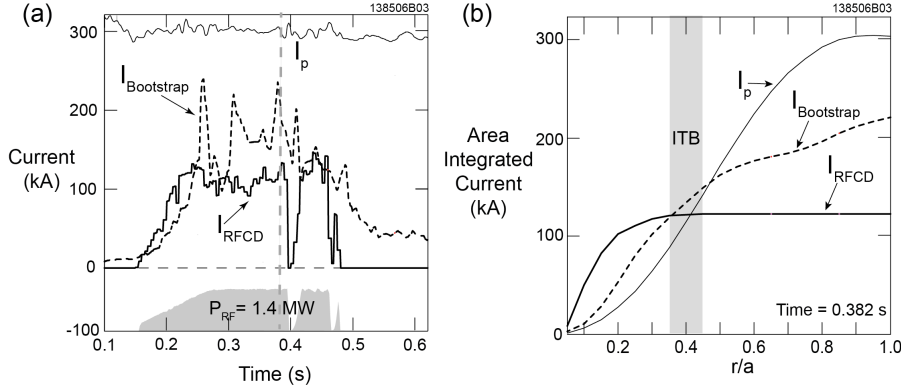 (a)
138506B03
300
200
100
0
-100
Current
(kA)
I_p
I_Bootstrap
I_RFCD
P_RF= 1.4 MW
0.1
0.2
0.3
0.4
0.5
0.6
Time (s)
(b)
138506B03
300
200
100
0
Area
Integrated
Current
(kA)
I_p
I_Bootstrap
ITB
I_RFCD
Time = 0.382 s
0.2
0.4
0.6
0.8
1.0
r/a